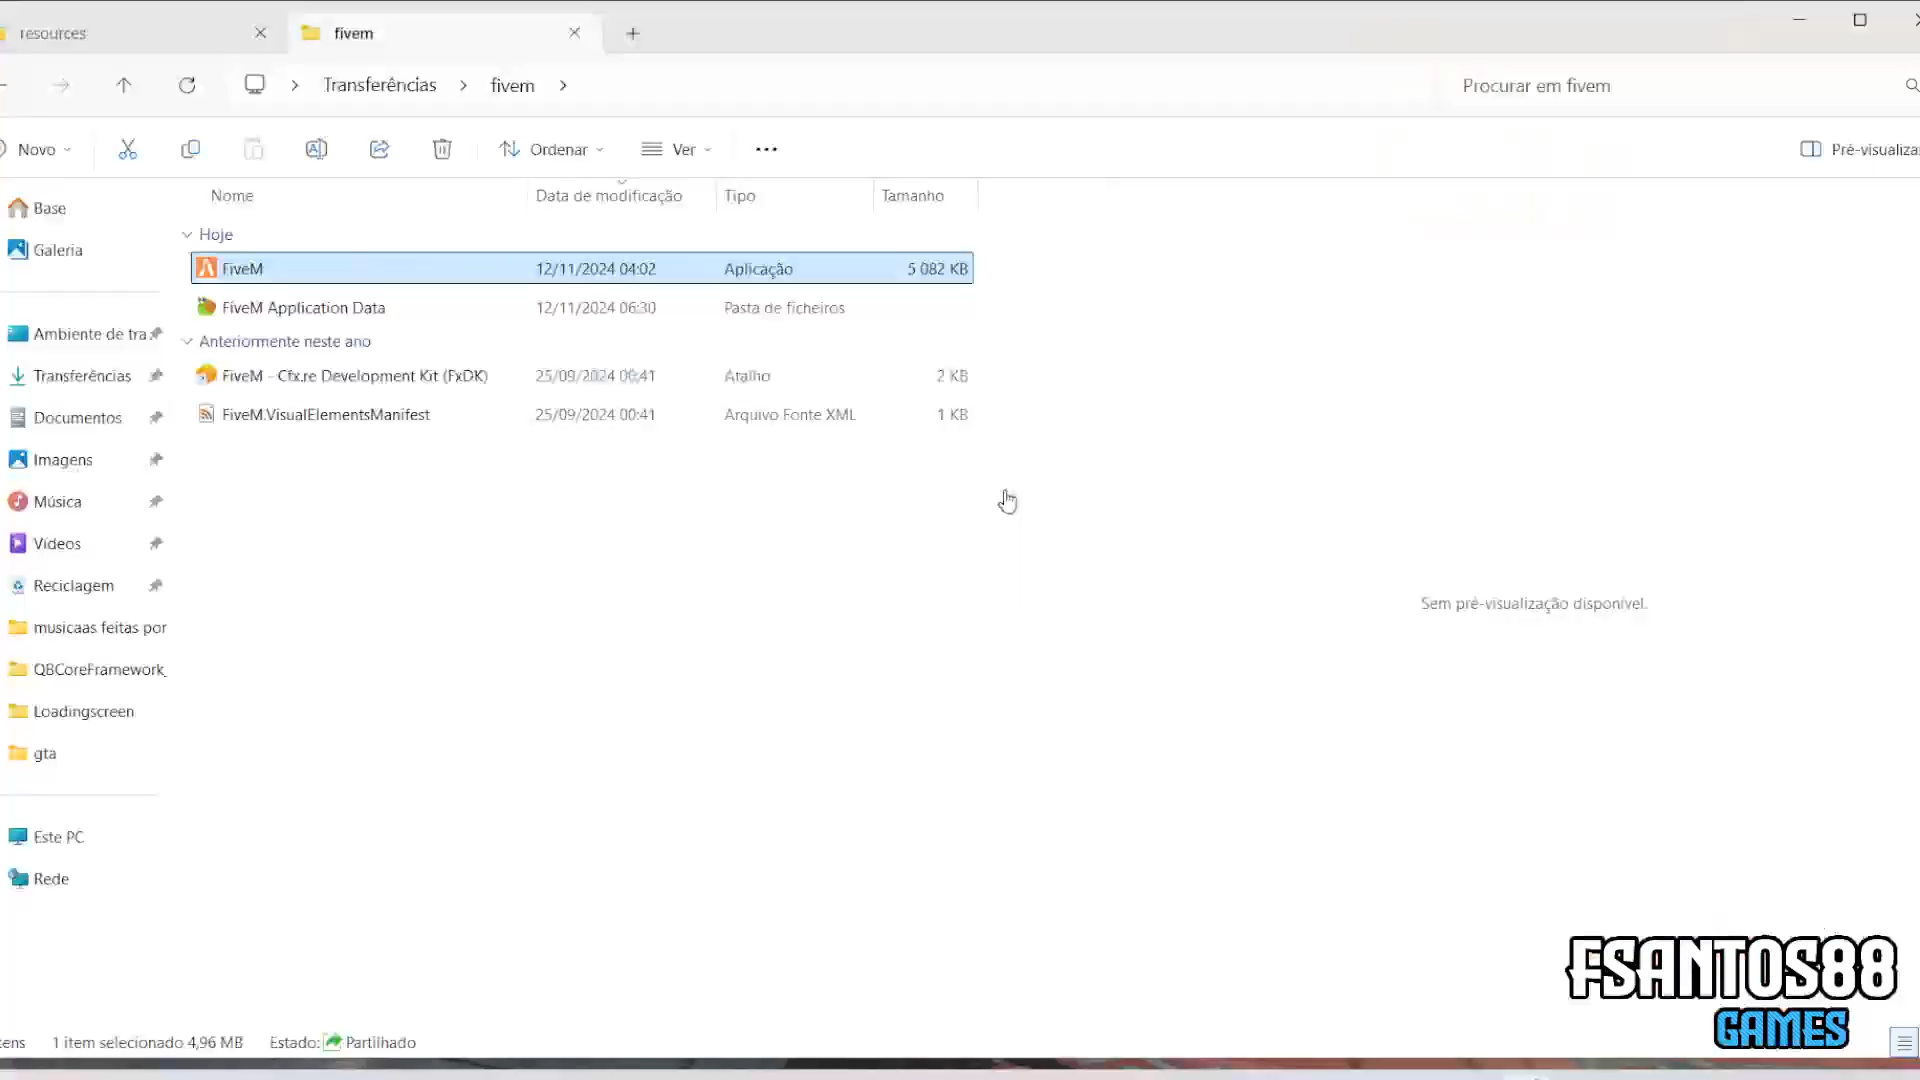 resources
fivem
Transferências
fivem
Procurar em fivem
Novo
Ordenar
Ver
Nome
Data de modificação
Tipo
Tamanho
Base
Galeria
Hoje
FiveM
12/11/2024 04:02
Aplicação
5 082 KB
FiveM Application Data
12/11/2024 06:30
Pasta de ficheiros
Anteriormente neste ano
FiveM - Cfx.re Development Kit (FxDK)
25/09/2024 00:41
Atalho
2 KB
FiveM.VisualElementsManifest
25/09/2024 00:41
Arquivo Fonte XML
1 KB
Ambiente de tra
Transferências
Documentos
Imagens
Música
Vídeos
Reciclagem
musicaas feitas por
QBCoreFramework_
Loadingscreen
gta
Este PC
Rede
Sem pré-visualização disponível.
1 item selecionado 4,96 MB
Estado: Partilhado
FSANTOS88
GAMES